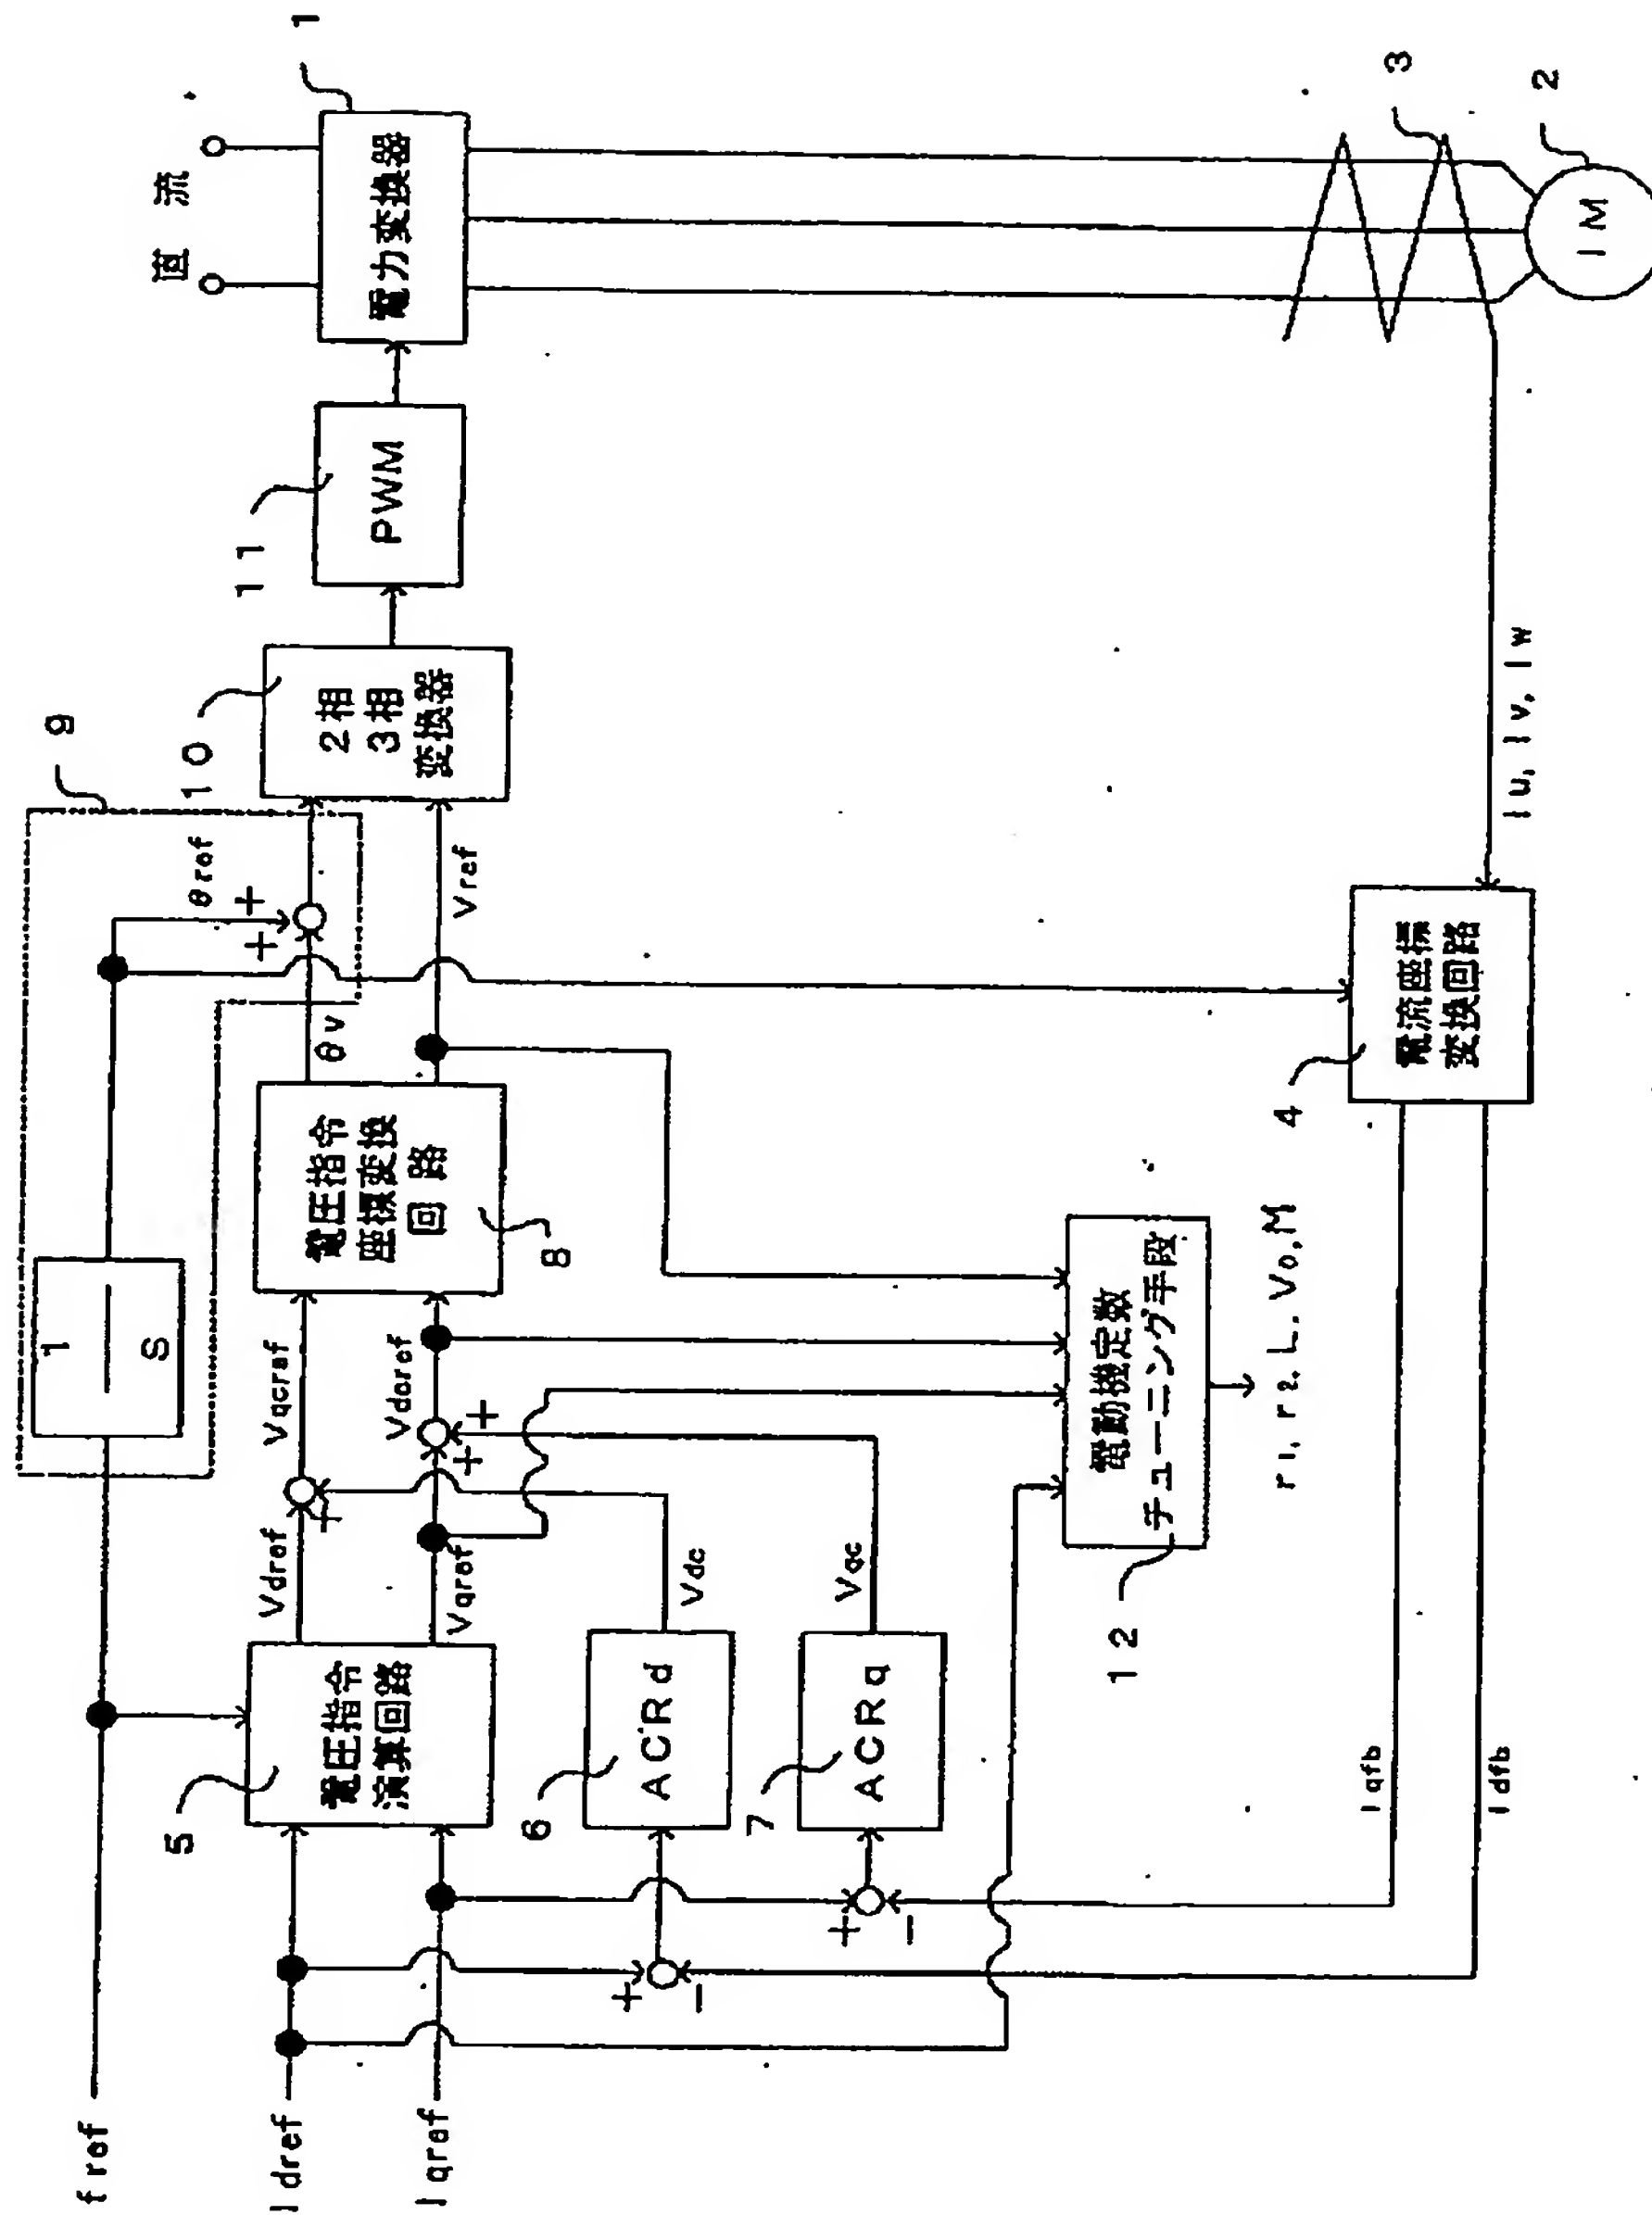 fref
Idref
Iqref
5
電圧指令
演算回路
6
ACRd
7
ACRq
Vdref
Vqref
+
+
+
Vqcref
Vdcref
Vdc
Vqc
+
-
+
-
1
S
9
電圧指令
座標変換
回路
8
θv
Vref
θref
+
+
10
2相
3相
変換器
11
PWM
直流
1
電力変換器
3
2
IM
Iu, Iv, Iw
4
電流座標
変換回路
Iqfb
Idfb
12
電動機定数
チューニング手段
r1, r2, L, Vo, M